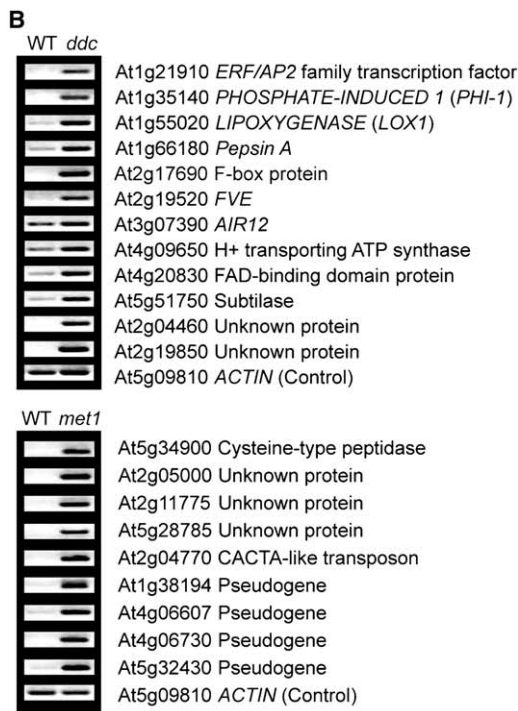 B
WT ddc
At1g21910 ERF/AP2 family transcription factor
At1g35140 PHOSPHATE-INDUCED 1 (PHI-1)
At1g55020 LIPOXYGENASE (LOX1)
At1g66180 Pepsin A
At2g17690 F-box protein
At2g19520 FVE
At3g07390 AIR12
At4g09650 H+ transporting ATP synthase
At4g20830 FAD-binding domain protein
At5g51750 Subtilase
At2g04460 Unknown protein
At2g19850 Unknown protein
At5g09810 ACTIN (Control)
WT met1
At5g34900 Cysteine-type peptidase
At2g05000 Unknown protein
At2g11775 Unknown protein
At5g28785 Unknown protein
At2g04770 CACTA-like transposon
At1g38194 Pseudogene
At4g06607 Pseudogene
At4g06730 Pseudogene
At5g32430 Pseudogene
At5g09810 ACTIN (Control)